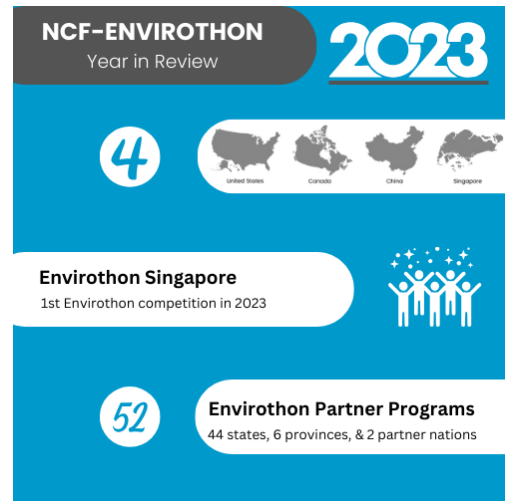 NCF-ENVIROTHON
Year in Review
2023
4
United States
Canada
China
Singapore
Envirothon Singapore
1st Envirothon competition in 2023
52
Envirothon Partner Programs
44 states, 6 provinces, & 2 partner nations